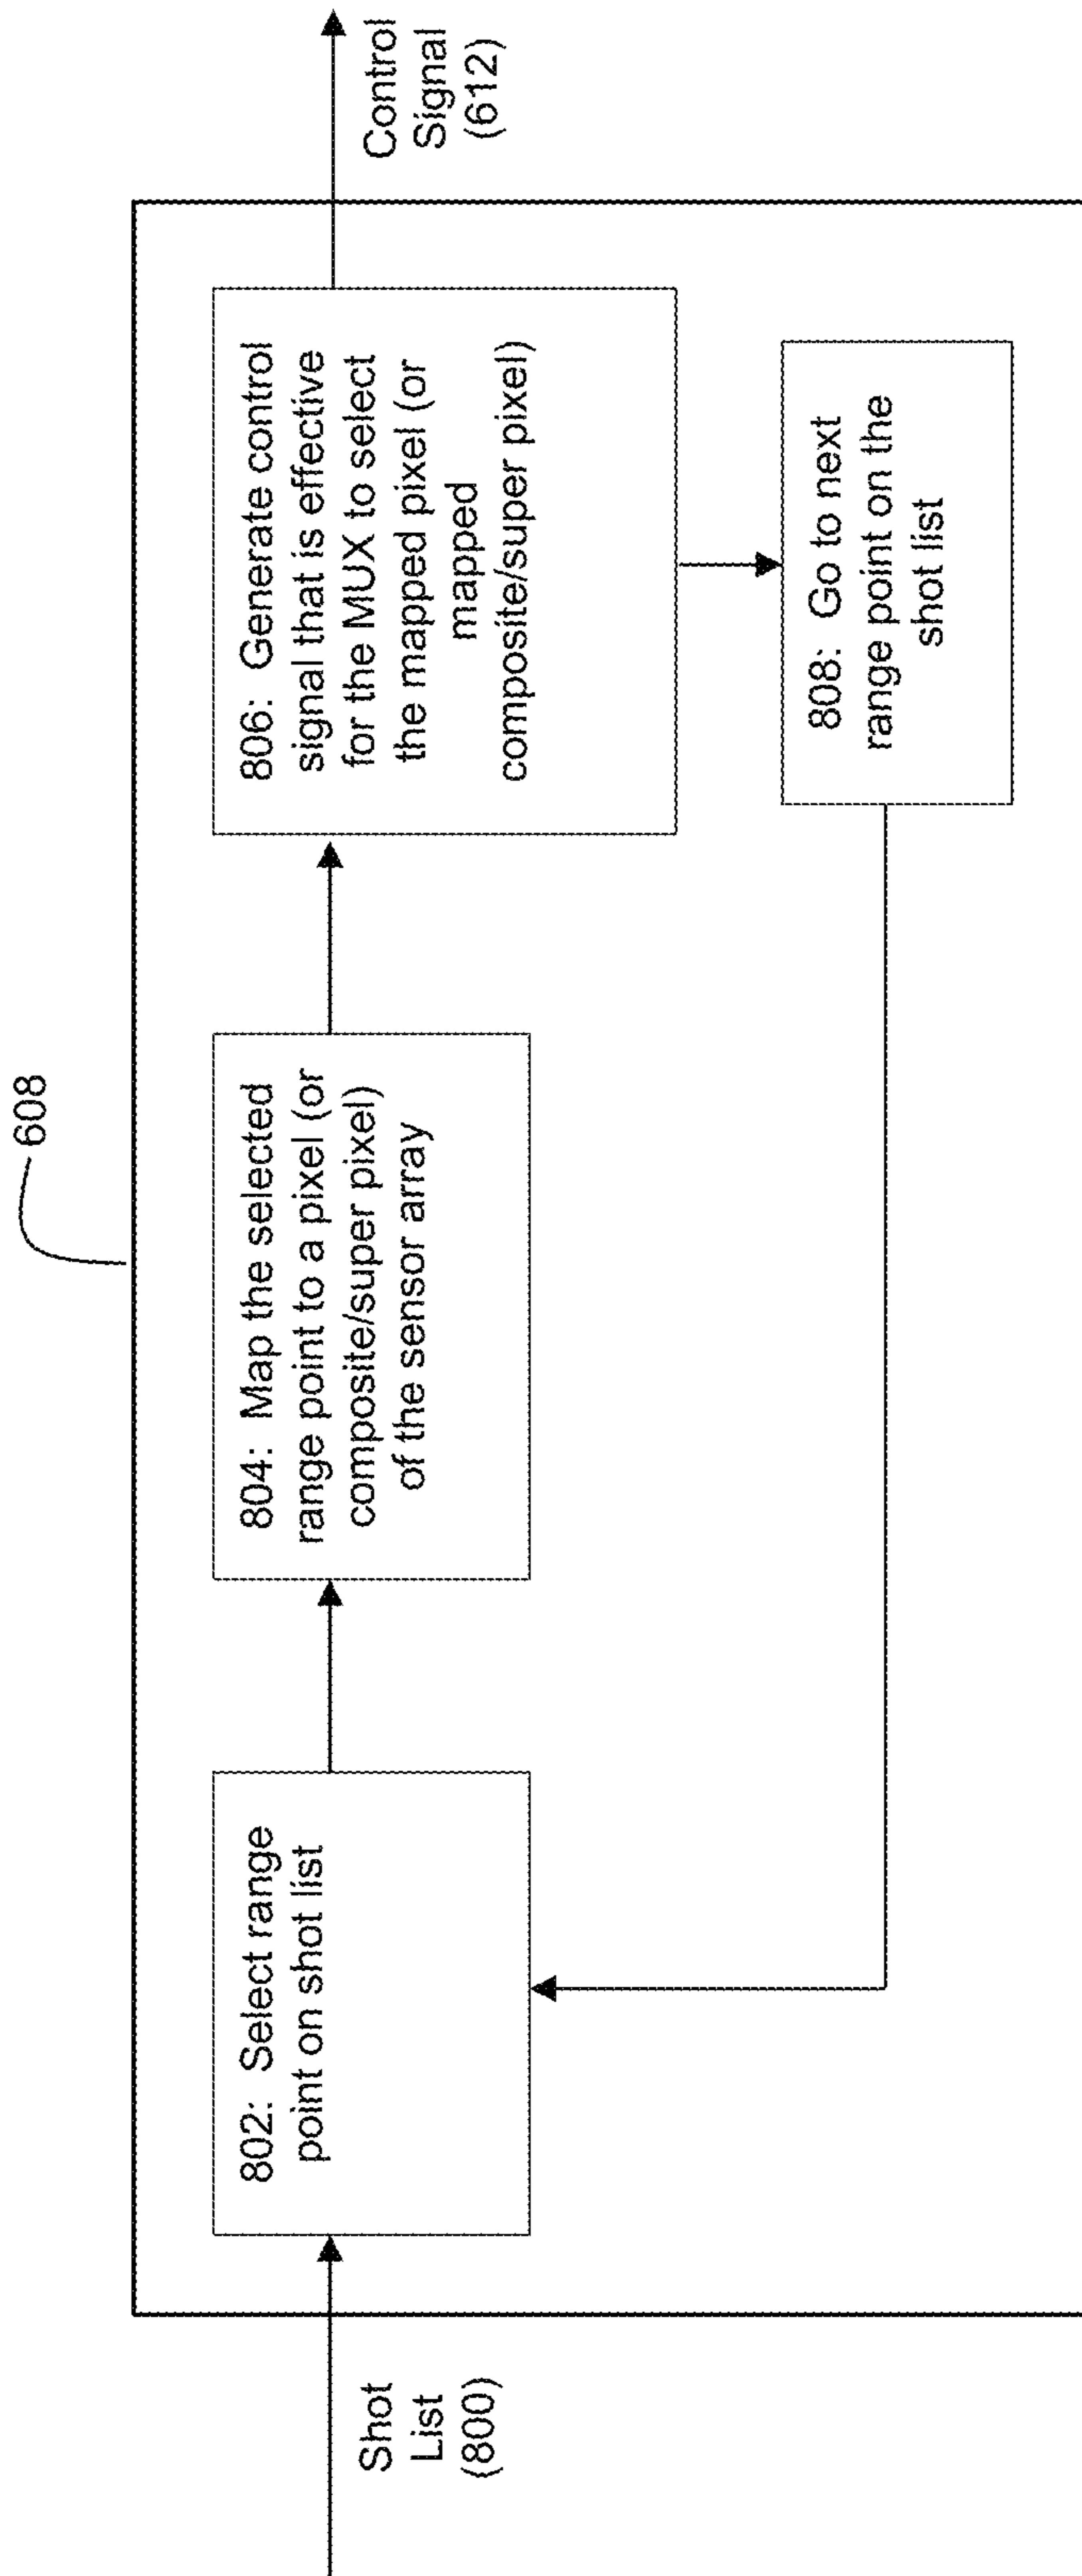 608
Shot
List
(800)
802: Select range
point on shot list
804: Map the selected
range point to a pixel (or
composite/super pixel)
of the sensor array
806: Generate control
signal that is effective
for the MUX to select
the mapped pixel (or
mapped
composite/super pixel)
808: Go to next
range point on the
shot list
Control
Signal
(612)